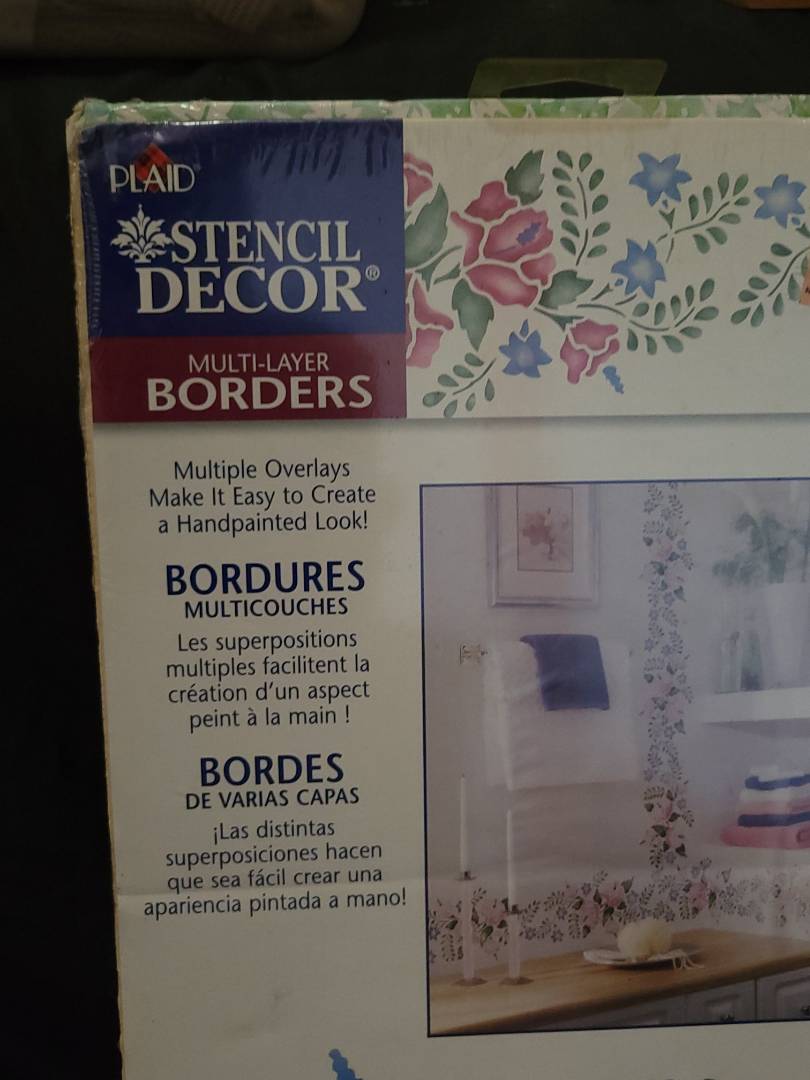 PLAID
STENCIL
DECOR®
MULTI-LAYER
BORDERS
Multiple Overlays
Make It Easy to Create
a Handpainted Look!
BORDURES
MULTICOUCHES
Les superpositions
multiples facilitent la
création d'un aspect
peint à la main !
BORDES
DE VARIAS CAPAS
¡Las distintas
superposiciones hacen
que sea fácil crear una
apariencia pintada a mano!